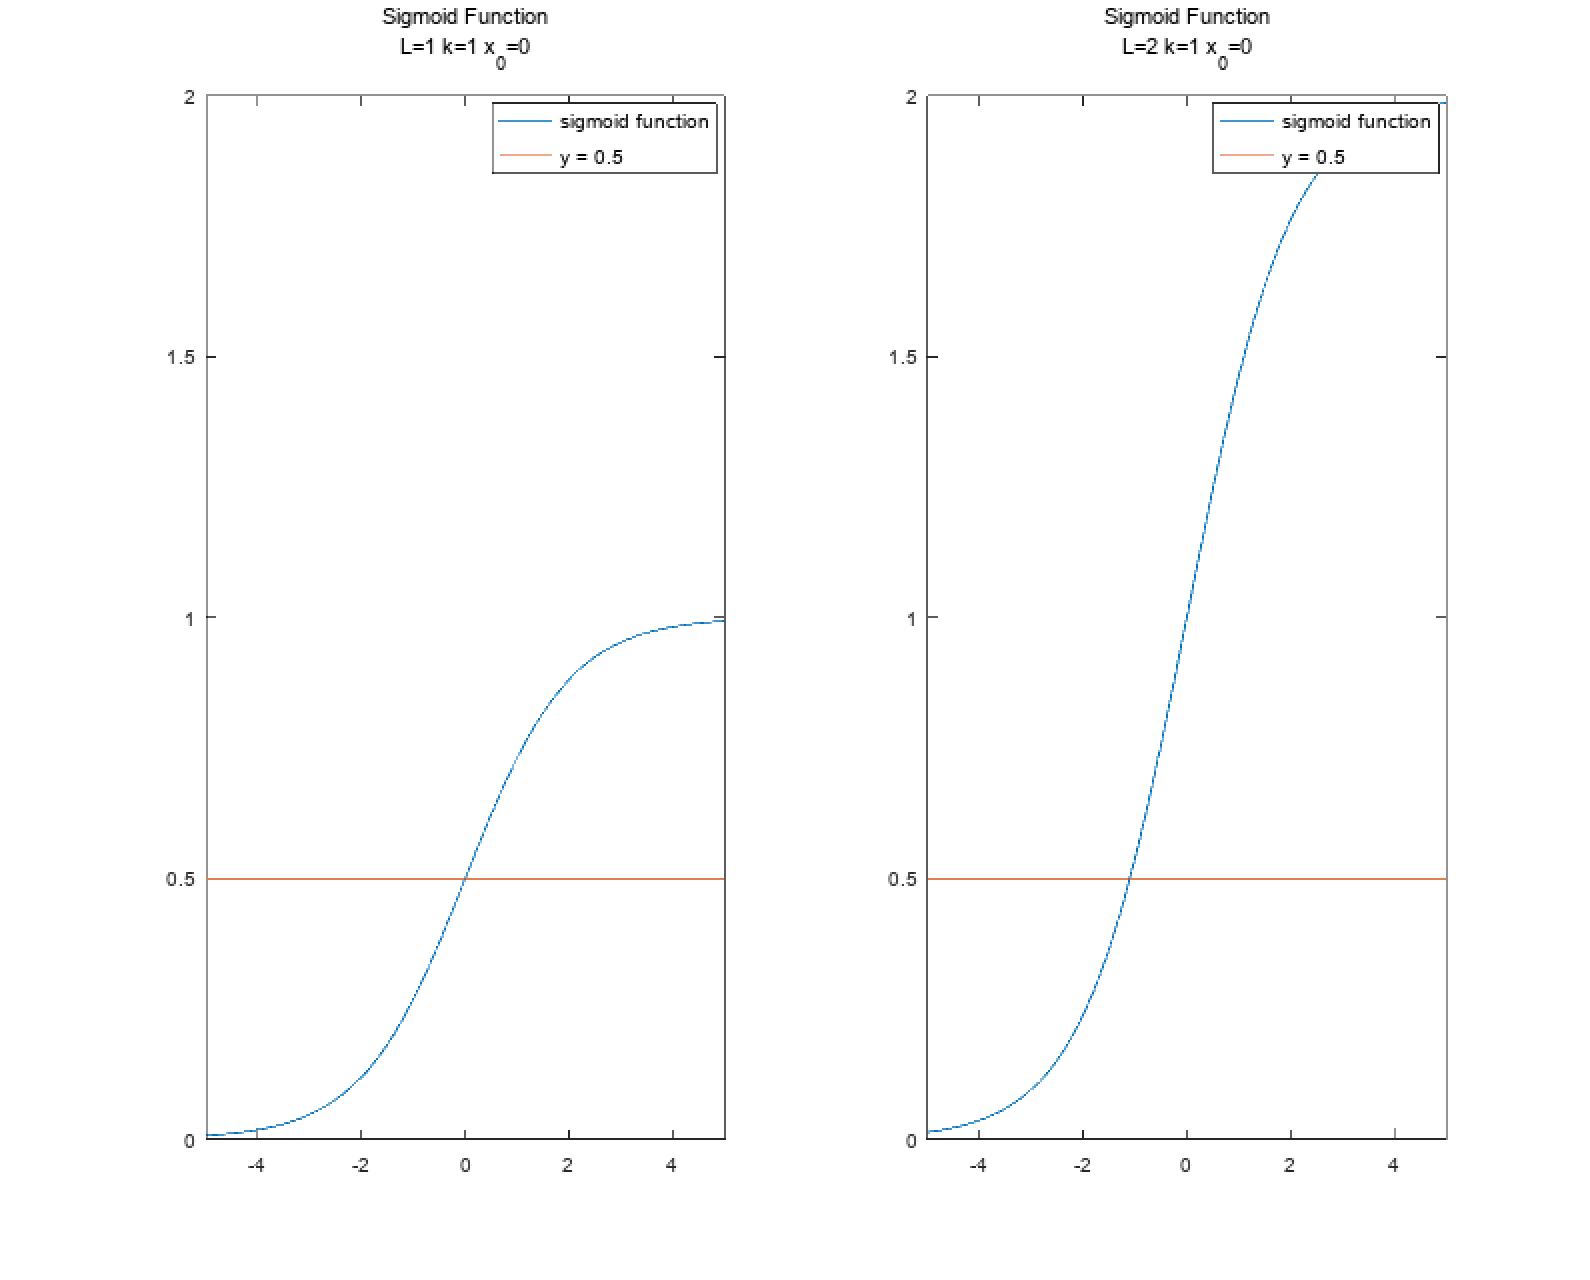 Sigmoid Function
L=1 k=1 x0=0
2
1.5
1
0.5
0
-4 -2 0 2 4
sigmoid function
y = 0.5
Sigmoid Function
L=2 k=1 x0=0
2
1.5
1
0.5
0
-4 -2 0 2 4
sigmoid function
y = 0.5